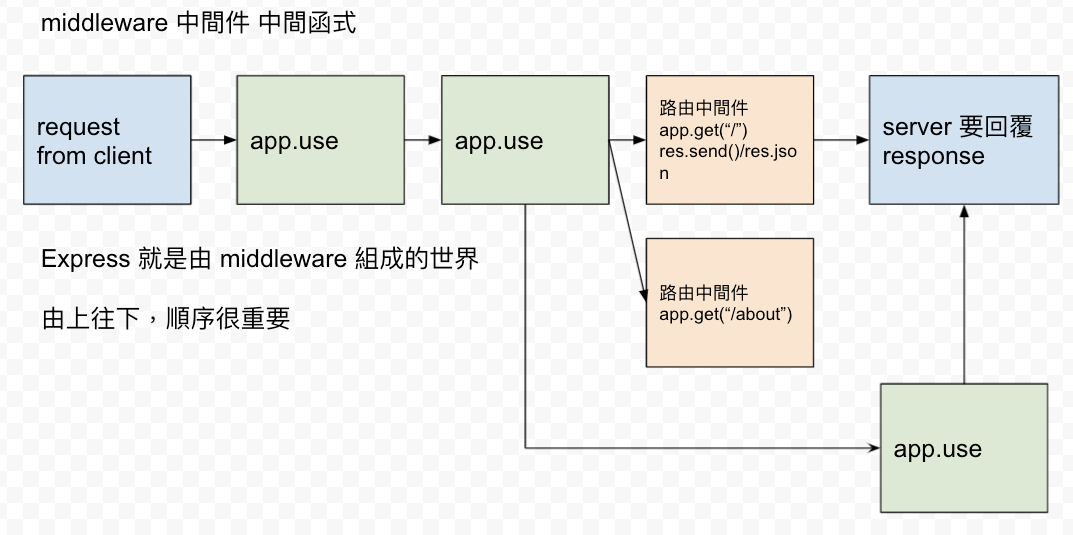 middleware 中間件 中間函式
request
from client
app.use
app.use
路由中間件
app.get(“/”)
res.send()/res.jso
n
server 要回覆
response
Express 就是由 middleware 組成的世界
由上往下，順序很重要
路由中間件
app.get(“/about”)
app.use